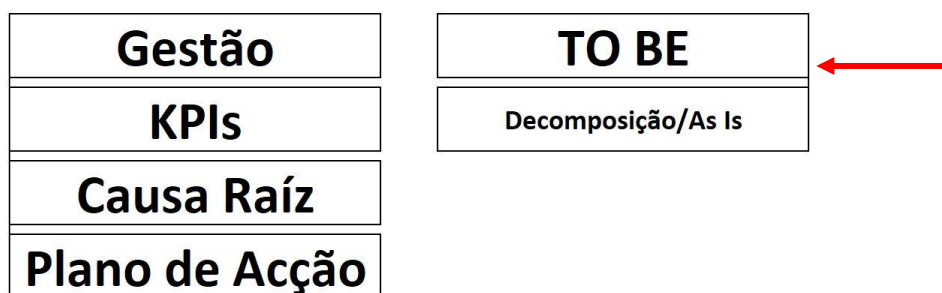 Gestão
KPIs
Causa Raíz
Plano de Acção
TO BE
Decomposição/As Is